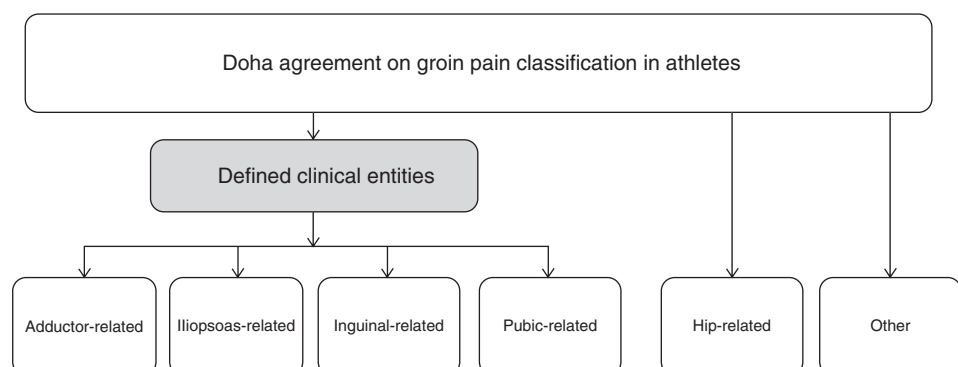 Doha agreement on groin pain classification in athletes
Defined clinical entities
Adductor-related
Iliopsoas-related
Inguinal-related
Pubic-related
Hip-related
Other